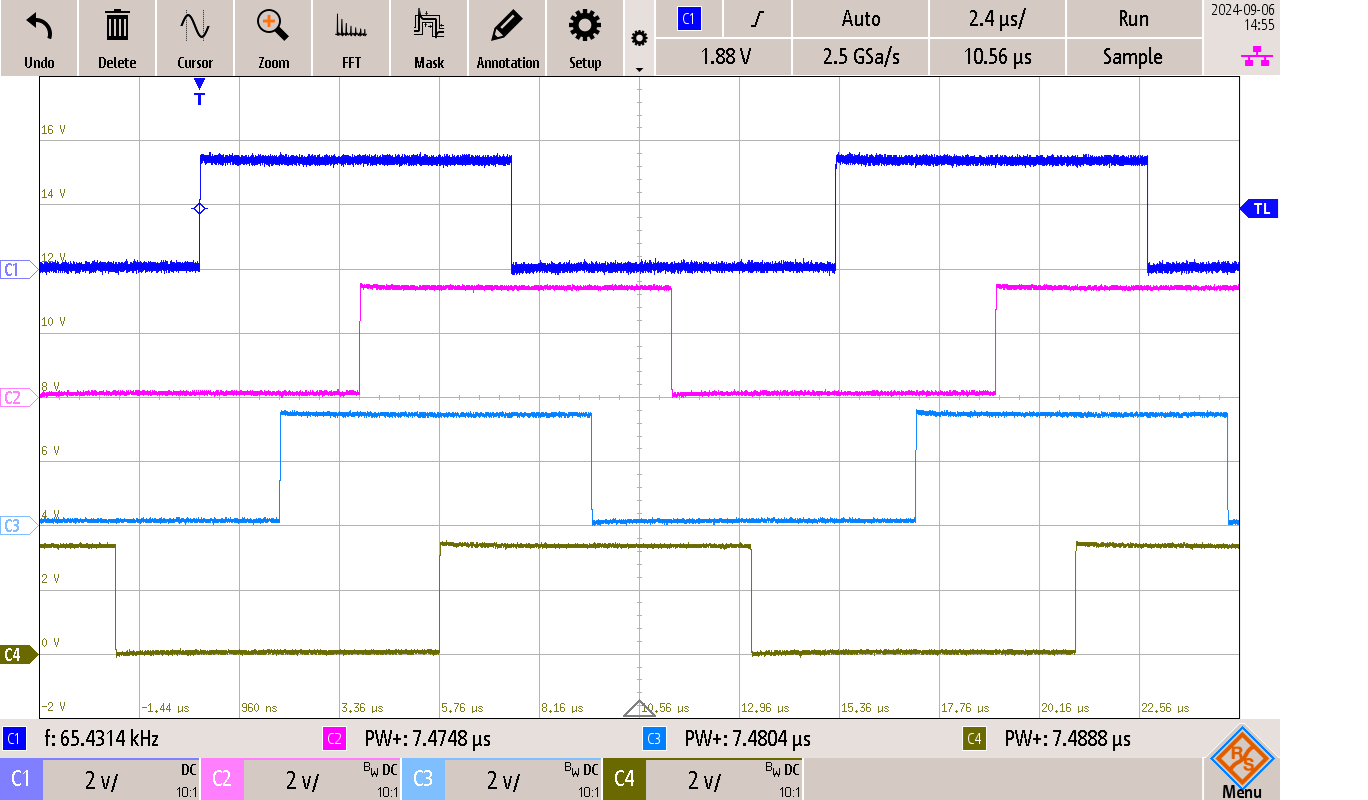 C1 Auto 2.4 µs/ Run 2024-09-06
14:55
Undo Delete Cursor Zoom FFT Mask Annotation Setup 1.88 V 2.5 GSa/s 10.56 µs Sample
T
16 V
14 V
TL
12 V
C1
10 V
8 V
C2
6 V
4 V
C3
2 V
0 V
C4
-2 V -1,44 µs 960 ns 3,36 µs 5,76 µs 8,16 µs 10,56 µs 12,96 µs 15,36 µs 17,76 µs 20,16 µs 22,56 µs
C1 f: 65.4314 kHz C2 PW+: 7.4748 µs C3 PW+: 7.4804 µs C4 PW+: 7.4888 µs
R S
C1 2 v/ DC 10:1 C2 2 v/ BW DC 10:1 C3 2 v/ BW DC 10:1 C4 2 v/ BW DC 10:1 Menu